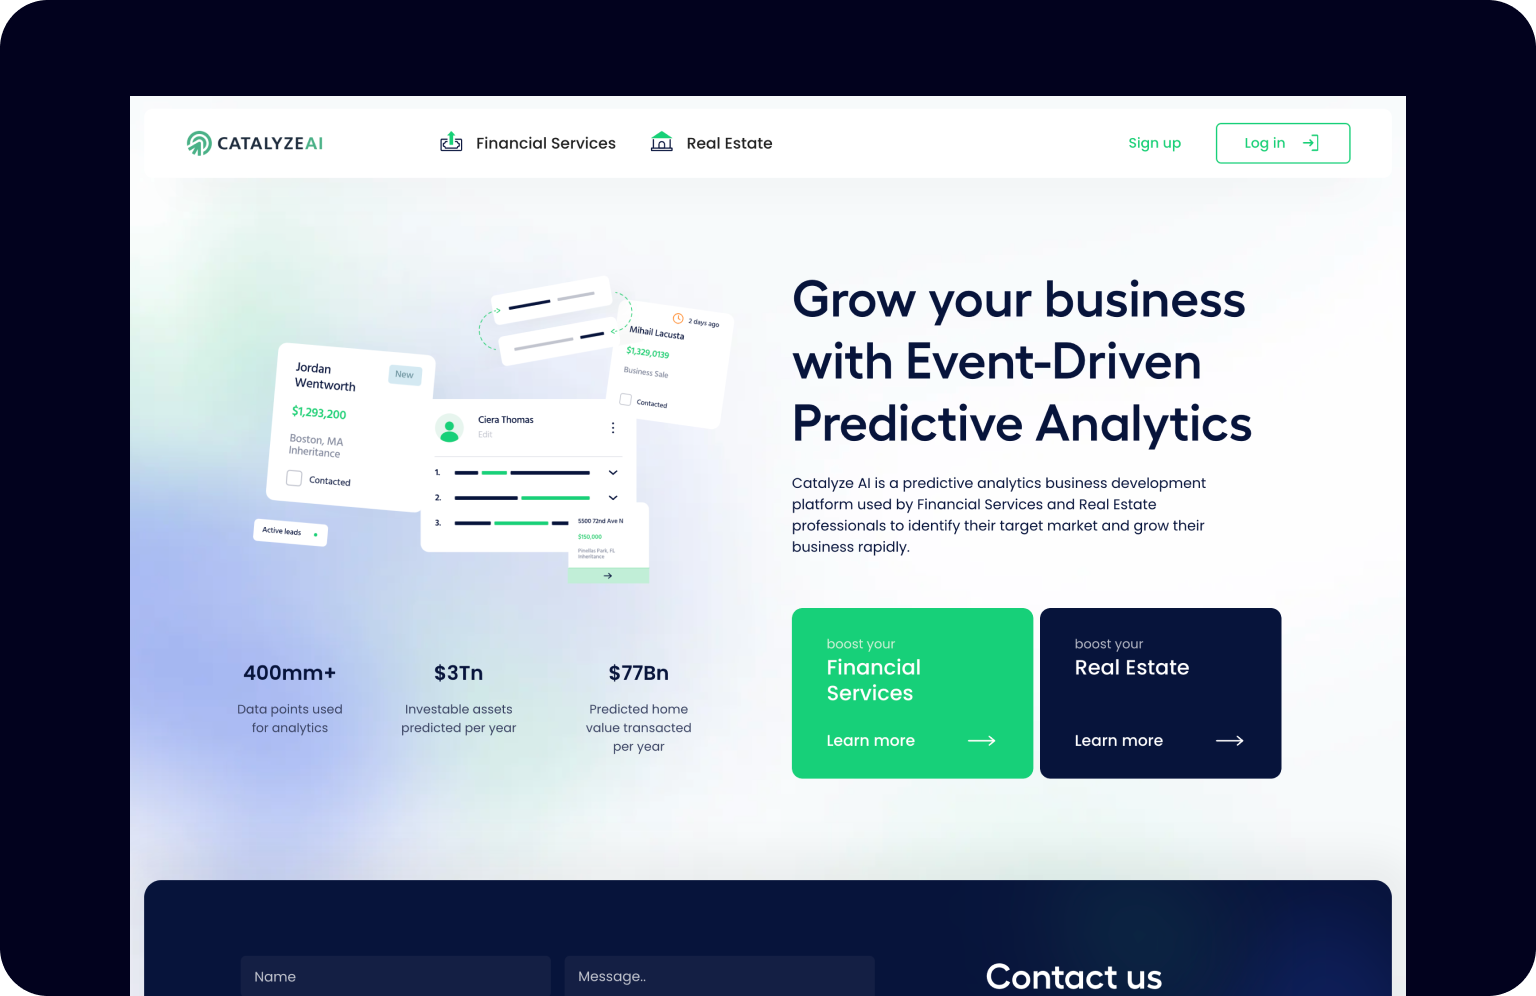 CATALYZEAI
Financial Services
Real Estate
Sign up
Log in
Grow your business
with Event-Driven
Predictive Analytics
Catalyze AI is a predictive analytics business development
platform used by Financial Services and Real Estate
professionals to identify their target market and grow their
business rapidly.
boost your
Financial
Services
Learn more
boost your
Real Estate
Learn more
2 days ago
Mihail Lacusta
$1,329,0139
Business Sale
Contacted
Jordan
Wentworth
New
$1,293,200
Boston, MA
Inheritance
Contacted
Ciera Thomas
Edit
1.
2.
3.
5500 72nd Ave N
$150,000
Pinellas Park, FL
Inheritance
Active leads
400mm+
Data points used
for analytics
$3Tn
Investable assets
predicted per year
$77Bn
Predicted home
value transacted
per year
Name
Message..
Contact us